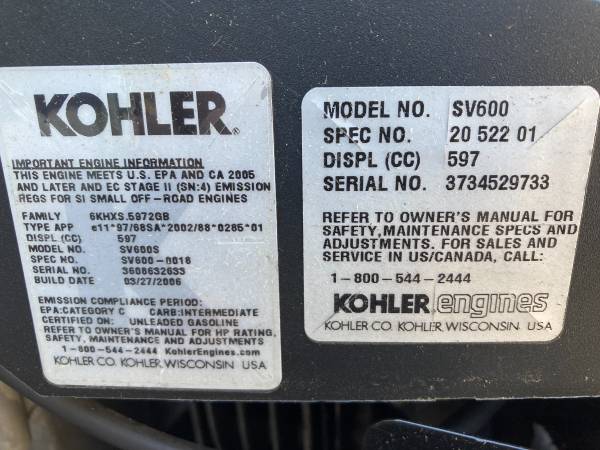 KOHLER.
IMPORTANT ENGINE INFORMATION
THIS ENGINE MEETS U.S. EPA AND CA 2005
AND LATER AND EC STAGE II (SN:4) EMISSION
REGS FOR SI SMALL OFF-ROAD ENGINES
FAMILY 6KHXS.5972GB
TYPE APP e11*97/68SA*2002/88*0285*01
DISPL (CC) 597
MODEL NO. SV600S
SPEC NO. SV600-0018
SERIAL NO. 3608632633
BUILD DATE 03/27/2006
EMISSION COMPLIANCE PERIOD:
EPA:CATEGORY C CARB:INTERMEDIATE
CERTIFIED ON: UNLEADED GASOLINE
REFER TO OWNER'S MANUAL FOR HP RATING,
SAFETY, MAINTENANCE AND ADJUSTMENTS
1-800-544-2444 KohlerEngines.com
KOHLER CO. KOHLER, WISCONSIN USA
MODEL NO. SV600
SPEC NO. 20 522 01
DISPL (CC) 597
SERIAL NO. 3734529733
REFER TO OWNER'S MANUAL FOR
SAFETY, MAINTENANCE SPECS AND
ADJUSTMENTS. FOR SALES AND
SERVICE IN US/CANADA, CALL:
1-800-544-2444
KOHLER engines
KOHLER CO. KOHLER, WISCONSIN USA